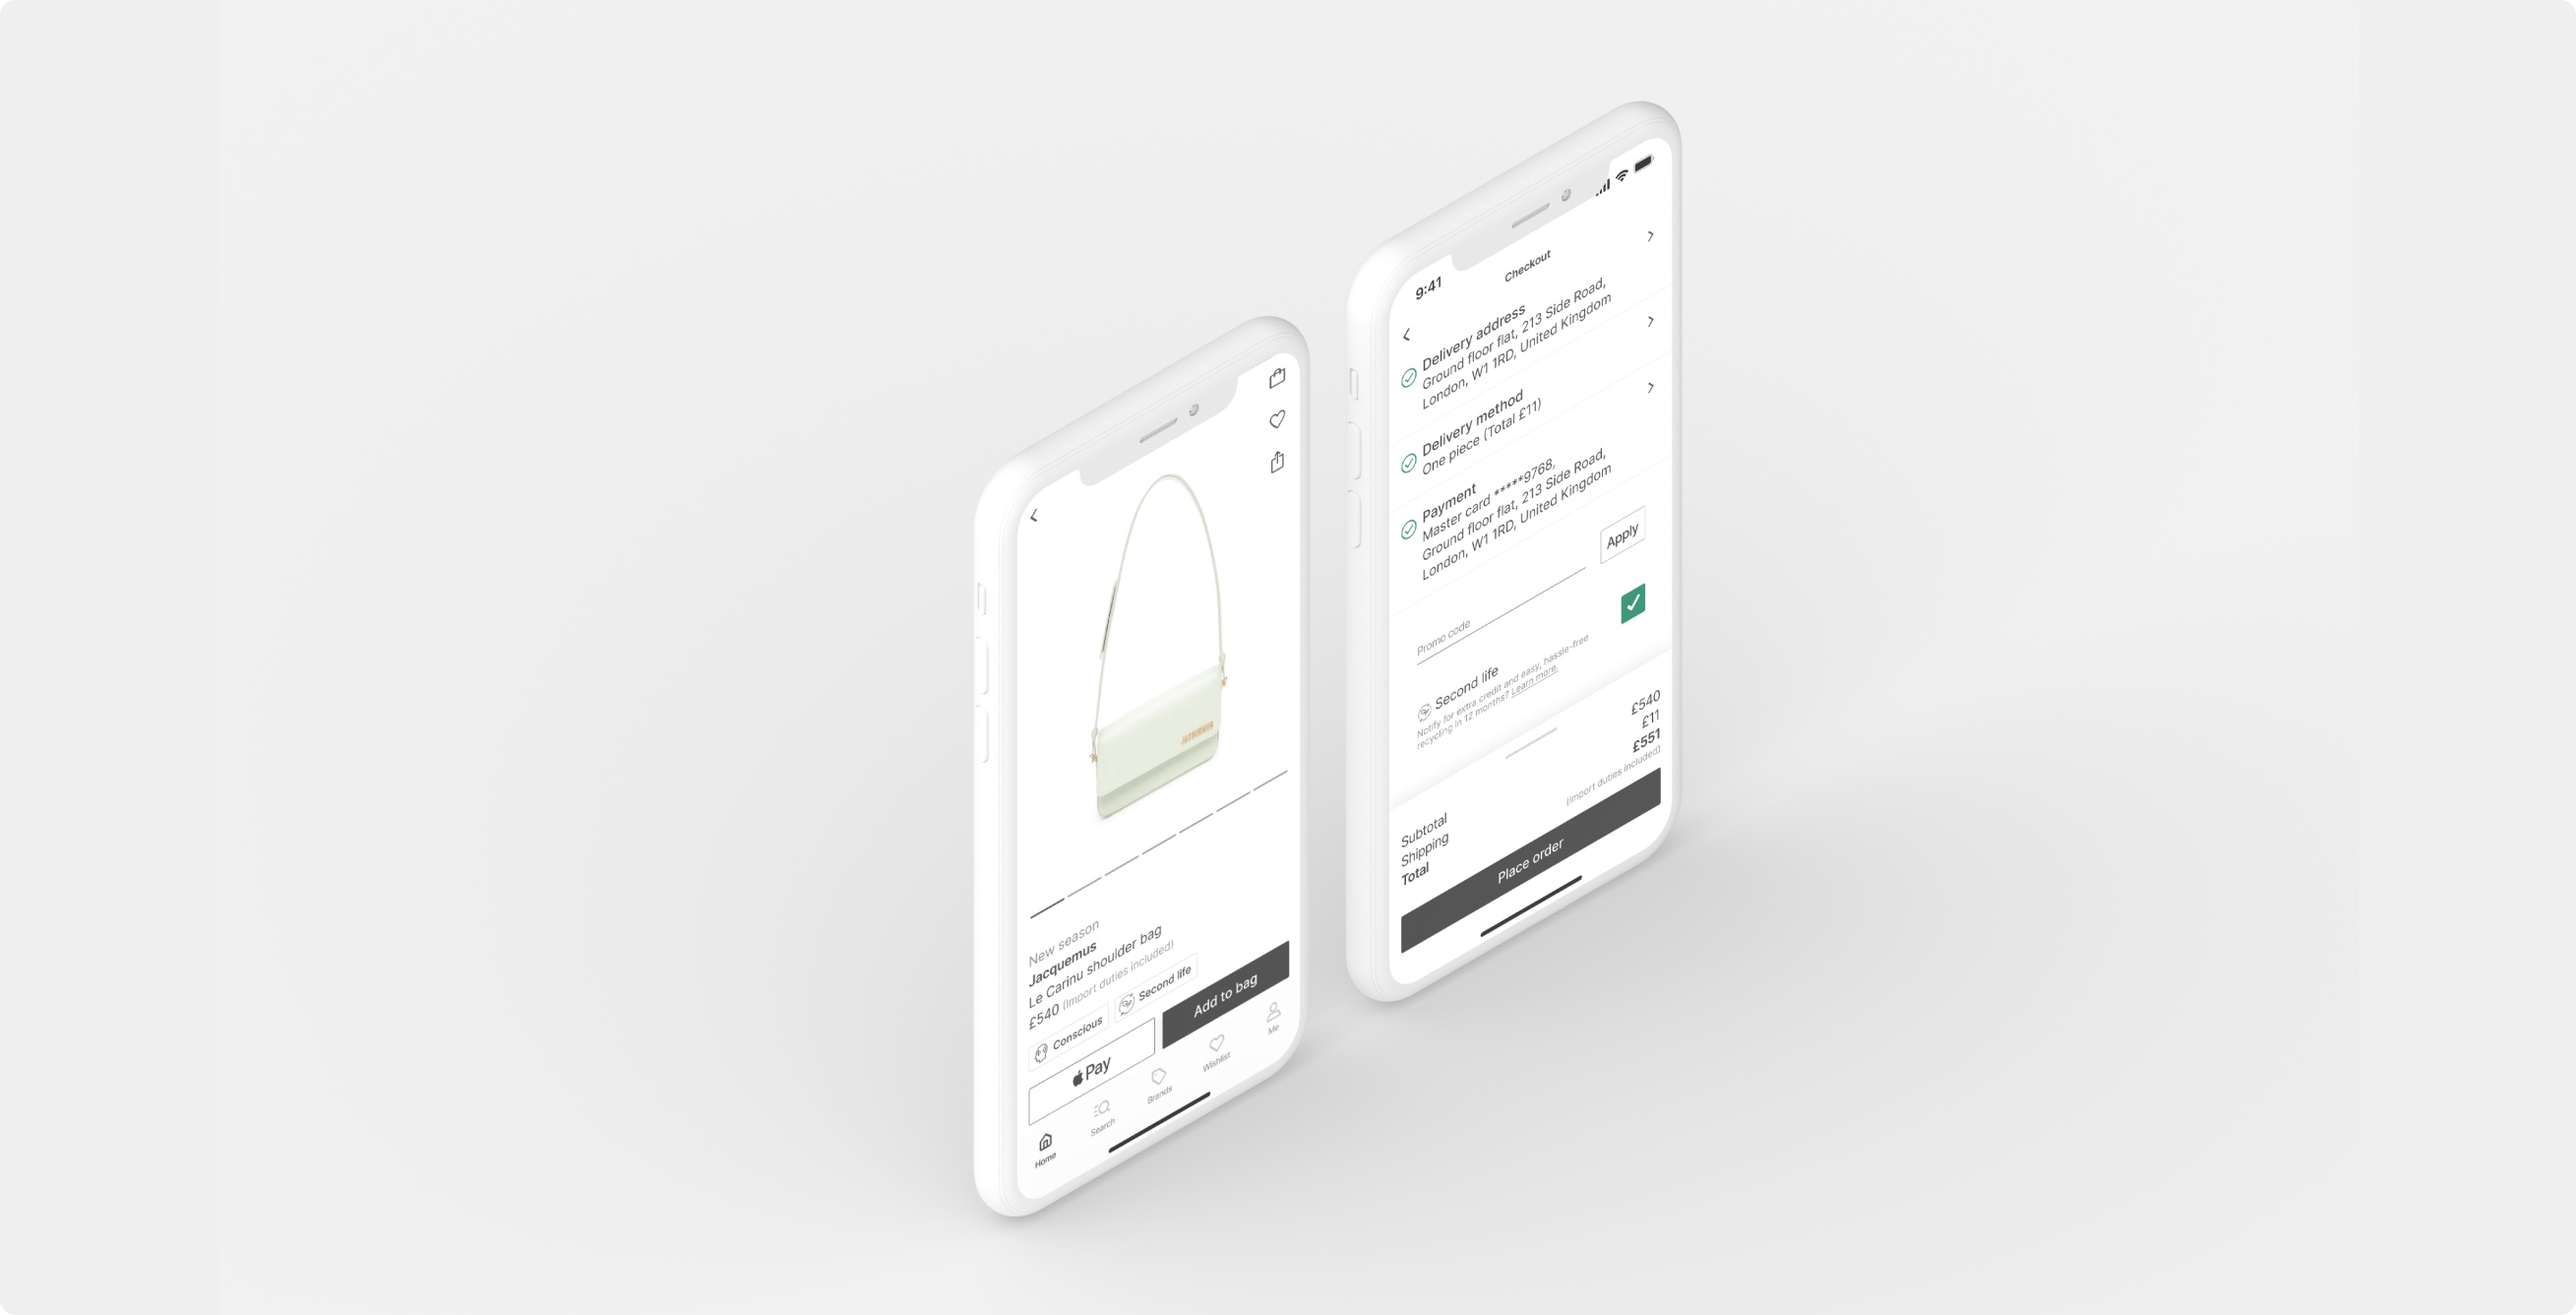 JACQUEMUS
New season
Jacquemus
Le Carinu shoulder bag
£540 (Import duties included)
Conscious
Second life
Pay
Add to bag
Home
Search
Brands
Wishlist
Me
9:41
Checkout
Delivery address
Ground floor flat, 213 Side Road,
London, W1 1RD, United Kingdom
Delivery method
One piece (Total £11)
Payment
Master card *****9768,
Ground floor flat, 213 Side Road,
London, W1 1RD, United Kingdom
Promo code
Apply
Second life
Notify for extra credit and easy, hassle-free
recycling in 12 months? Learn more.
Subtotal £540
Shipping £11
Total £551
(Import duties included)
Place order